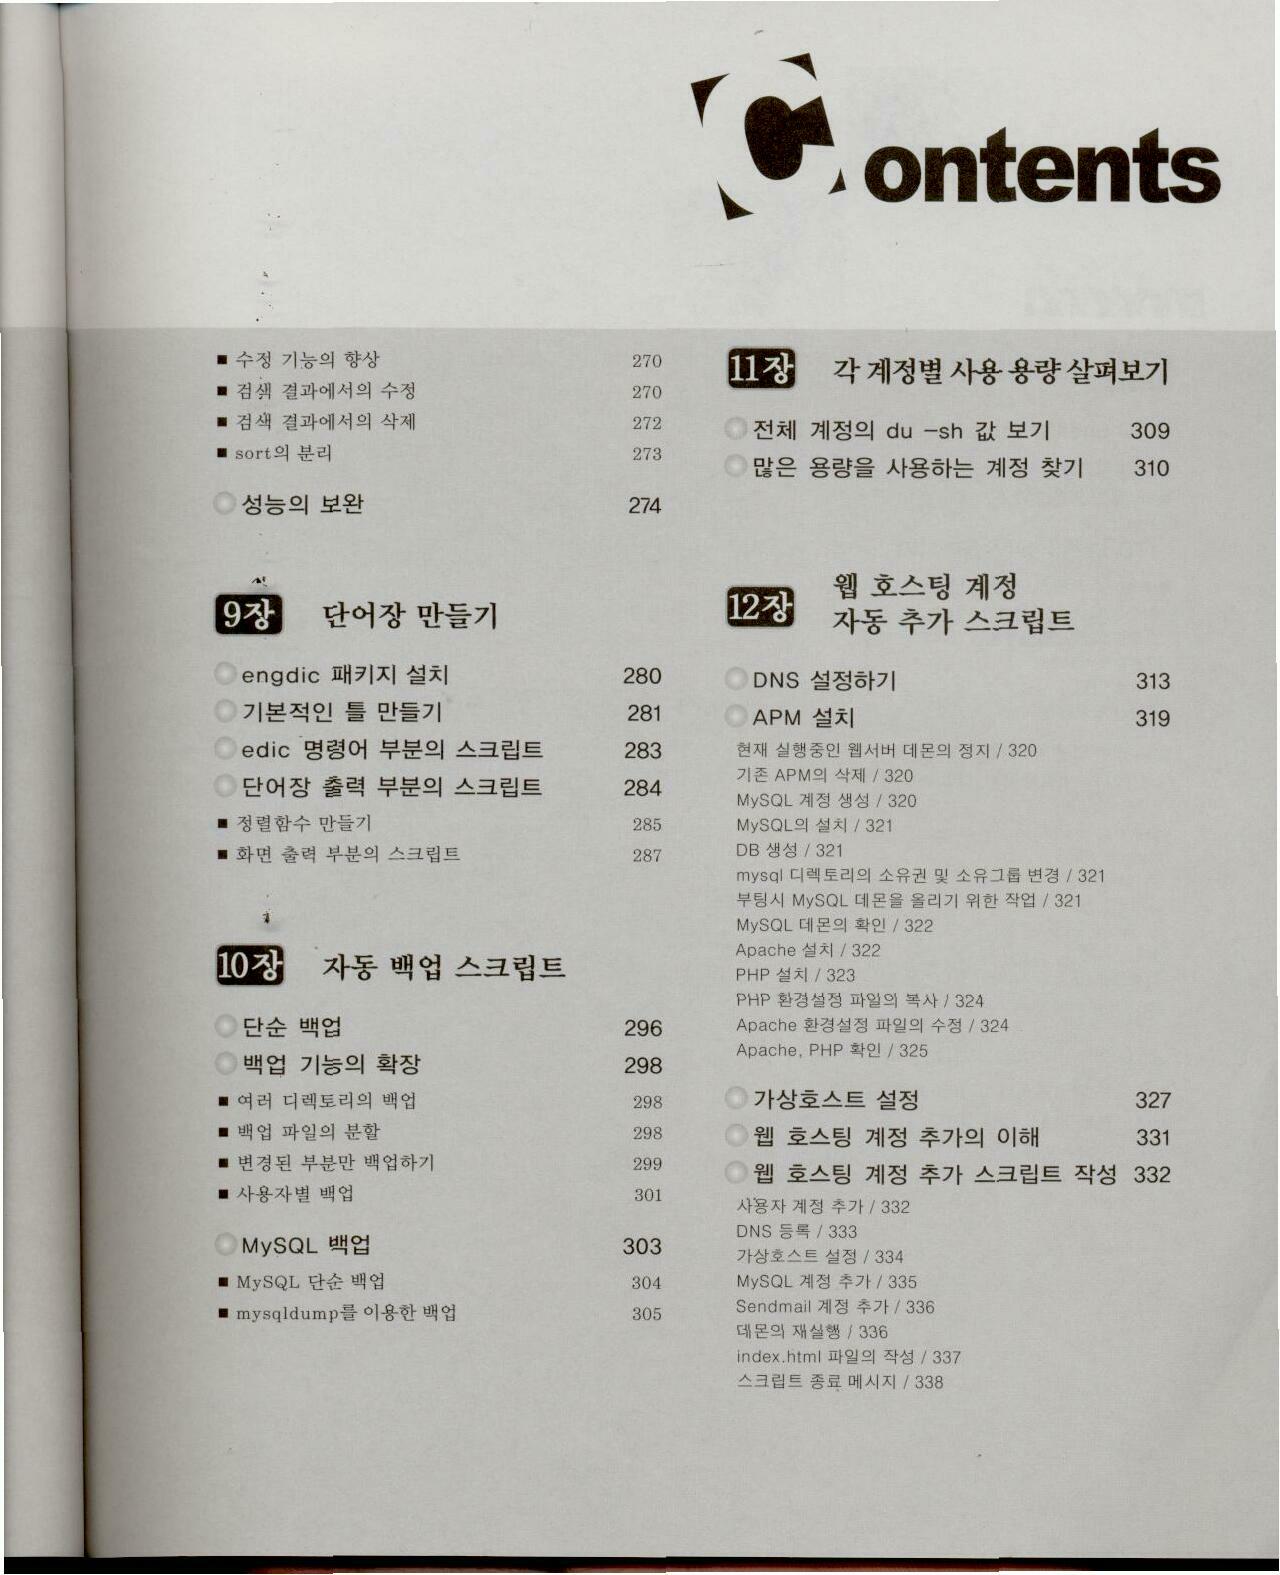 Contents
수정 기능의 향상 270
검색 결과에서의 수정 270
검색 결과에서의 삭제 272
sort의 분리 273
성능의 보완 274
9장 단어장 만들기
engdic 패키지 설치 280
기본적인 틀 만들기 281
edic 명령어 부분의 스크립트 283
단어장 출력 부분의 스크립트 284
정렬함수 만들기 285
화면 출력 부분의 스크립트 287
10장 자동 백업 스크립트
단순 백업 296
백업 기능의 확장 298
여러 디렉토리의 백업 298
백업 파일의 분할 298
변경된 부분만 백업하기 299
사용자별 백업 301
MySQL 백업 303
MySQL 단순 백업 304
mysqldump를 이용한 백업 305
11장 각 계정별 사용 용량 살펴보기
전체 계정의 du -sh 값 보기 309
많은 용량을 사용하는 계정 찾기 310
12장 웹 호스팅 계정
자동 추가 스크립트
DNS 설정하기 313
APM 설치 319
현재 실행중인 웹서버 데몬의 정지 / 320
기존 APM의 삭제 / 320
MySQL 계정 생성 / 320
MySQL의 설치 / 321
DB 생성 / 321
mysql 디렉토리의 소유권 및 소유그룹 변경 / 321
부팅시 MySQL 데몬을 올리기 위한 작업 / 321
MySQL 데몬의 확인 / 322
Apache 설치 / 322
PHP 설치 / 323
PHP 환경설정 파일의 복사 / 324
Apache 환경설정 파일의 수정 / 324
Apache, PHP 확인 / 325
가상호스트 설정 327
웹 호스팅 계정 추가의 이해 331
웹 호스팅 계정 추가 스크립트 작성 332
사용자 계정 추가 / 332
DNS 등록 / 333
가상호스트 설정 / 334
MySQL 계정 추가 / 335
Sendmail 계정 추가 / 336
데몬의 재실행 / 336
index.html 파일의 작성 / 337
스크립트 종료 메시지 / 338